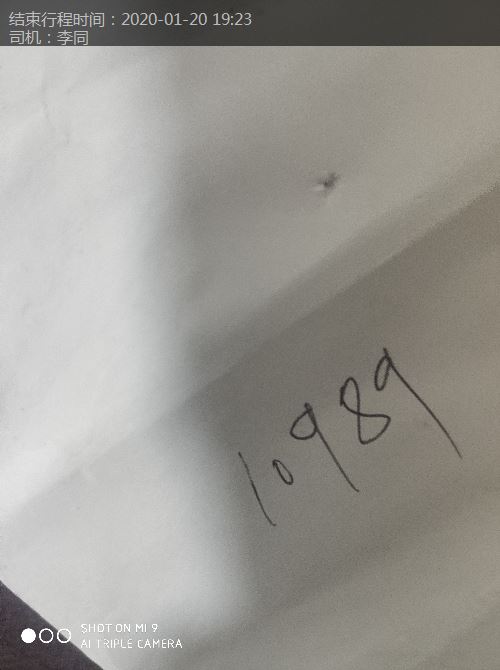 结束行程时间：2020-01-20 19:23
司机：李同
10989
SHOT ON MI 9
AI TRIPLE CAMERA